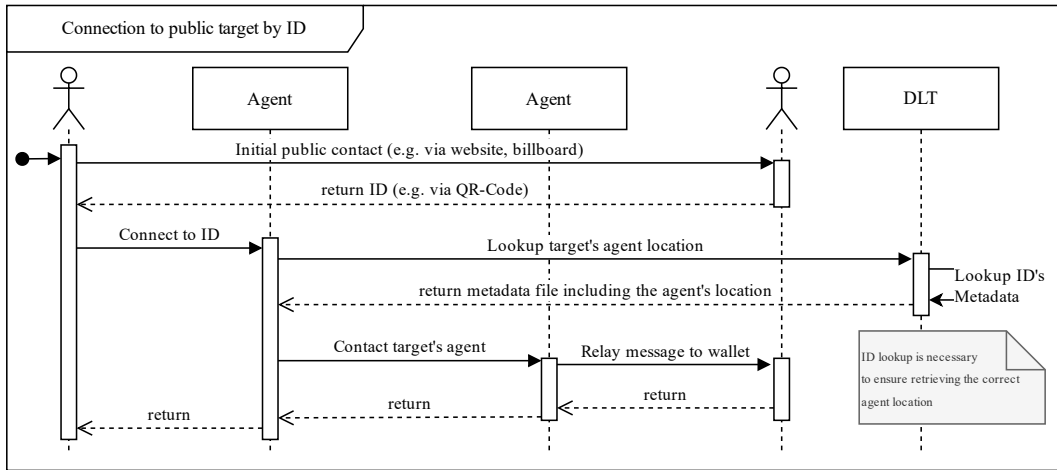 Connection to public target by ID
Agent
Agent
DLT
Initial public contact (e.g. via website, billboard)
return ID (e.g. via QR-Code)
Connect to ID
Lookup target's agent location
Lookup ID's
Metadata
return metadata file including the agent's location
Contact target's agent
Relay message to wallet
ID lookup is necessary
to ensure retrieving the correct
agent location
return
return
return